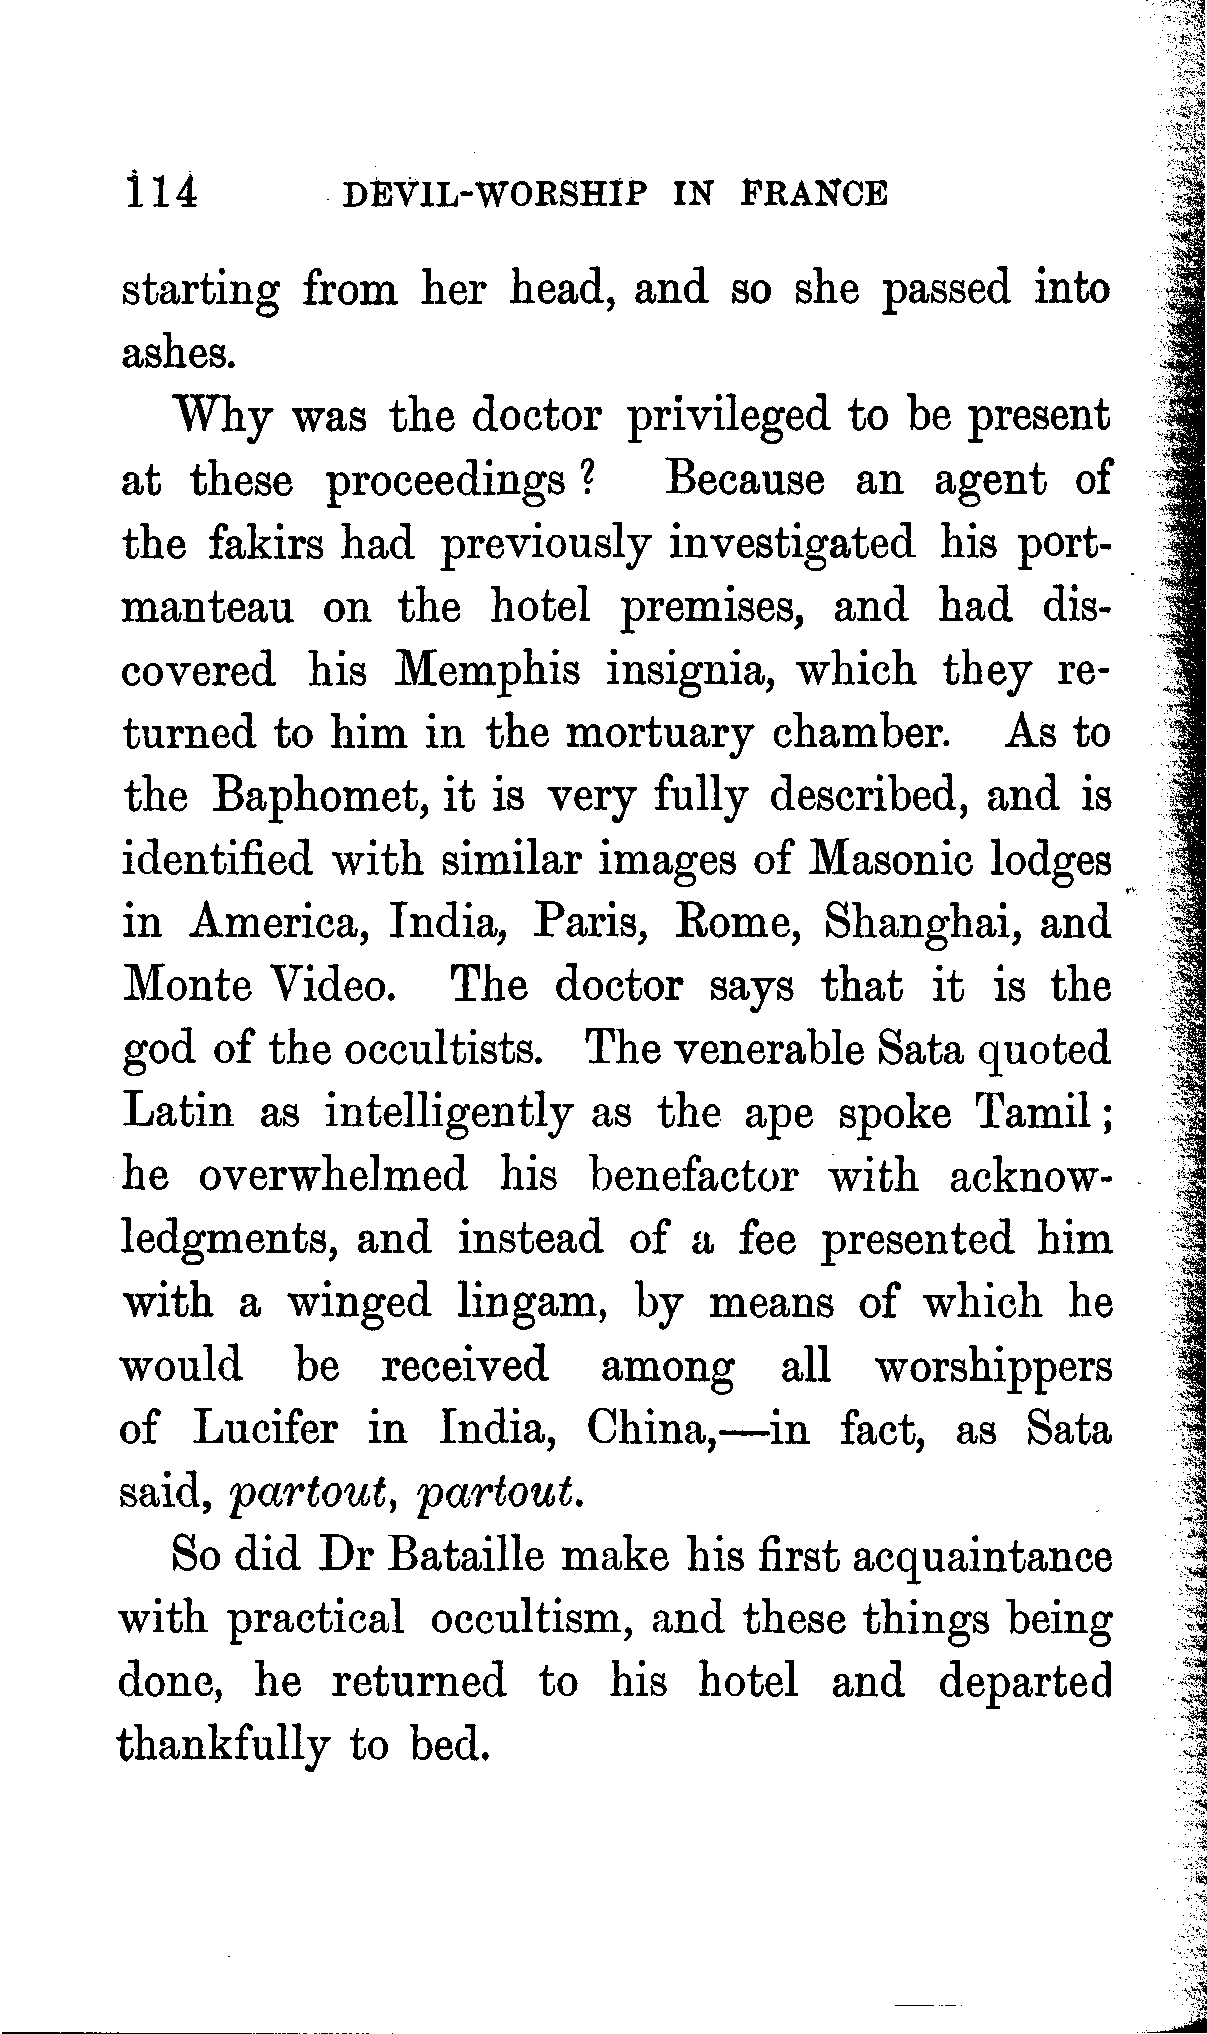 114 DEVIL-WORSHIP IN FRANCE
starting from her head, and so she passed into
ashes.
Why was the doctor privileged to be present
at these proceedings ? Because an agent of
the fakirs had previously investigated his port-
manteau on the hotel premises, and had dis-
covered his Memphis insignia, which they re-
turned to him in the mortuary chamber. As to
the Baphomet, it is very fully described, and is
identified with similar images of Masonic lodges
in America, India, Paris, Rome, Shanghai, and
Monte Video. The doctor says that it is the
god of the occultists. The venerable Sata quoted
Latin as intelligently as the ape spoke Tamil ;
he overwhelmed his benefactor with acknow-
ledgments, and instead of a fee presented him
with a winged lingam, by means of which he
would be received among all worshippers
of Lucifer in India, China,—in fact, as Sata
said, partout, partout.
So did Dr Bataille make his first acquaintance
with practical occultism, and these things being
done, he returned to his hotel and departed
thankfully to bed.